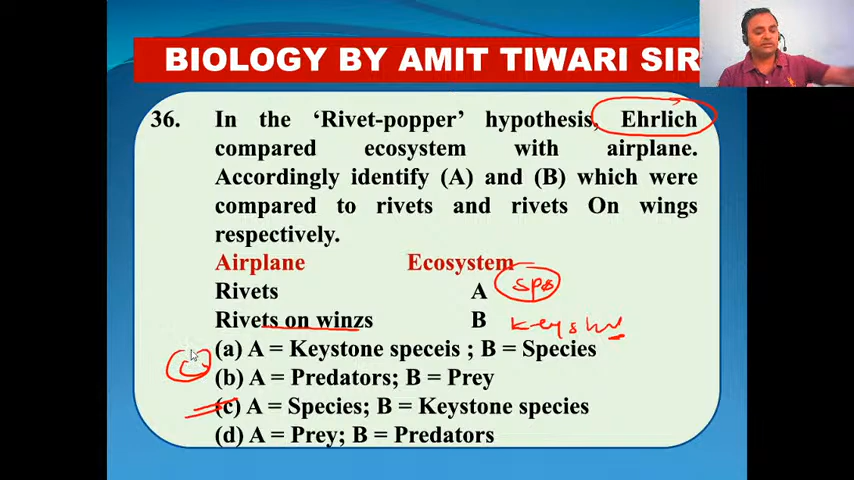 BIOLOGY BY AMIT TIWARI SIR
36. In the ‘Rivet-popper’ hypothesis, Ehrlich
compared ecosystem with airplane.
Accordingly identify (A) and (B) which were
compared to rivets and rivets On wings
respectively.
Airplane Ecosystem
Rivets A sps
Rivets on winzs B
(a) A = Keystone speceis ; B = Species
(b) A = Predators; B = Prey
(c) A = Species; B = Keystone species
(d) A = Prey; B = Predators